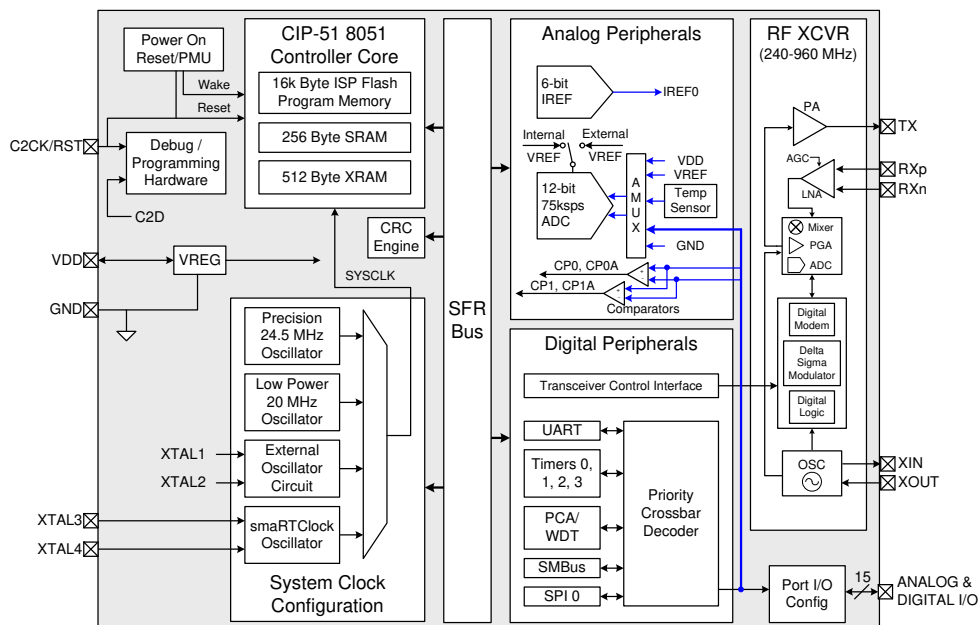 Power On
Reset/PMU
Wake
Reset
C2CK/RST
Debug /
Programming
Hardware
C2D
VDD
VREG
GND
CIP-51 8051
Controller Core
16k Byte ISP Flash
Program Memory
256 Byte SRAM
512 Byte XRAM
CRC
Engine
SYSCLK
Precision
24.5 MHz
Oscillator
Low Power
20 MHz
Oscillator
XTAL1
XTAL2
External
Oscillator
Circuit
XTAL3
XTAL4
smaRTClock
Oscillator
System Clock
Configuration
SFR
Bus
Analog Peripherals
6-bit
IREF
IREF0
Internal
VREF
External
VREF
12-bit
75ksps
ADC
A
M
U
X
VDD
VREF
Temp
Sensor
GND
CP0, CP0A
+
-
CP1, CP1A
+
-
Comparators
Digital Peripherals
Transceiver Control Interface
UART
Timers 0,
1, 2, 3
PCA/
WDT
SMBus
SPI 0
Priority
Crossbar
Decoder
RF XCVR
(240-960 MHz)
PA
TX
AGC
LNA
RXp
RXn
Mixer
PGA
ADC
Digital
Modem
Delta
Sigma
Modulator
Digital
Logic
OSC
XIN
XOUT
Port I/O
Config
15
ANALOG &
DIGITAL I/O